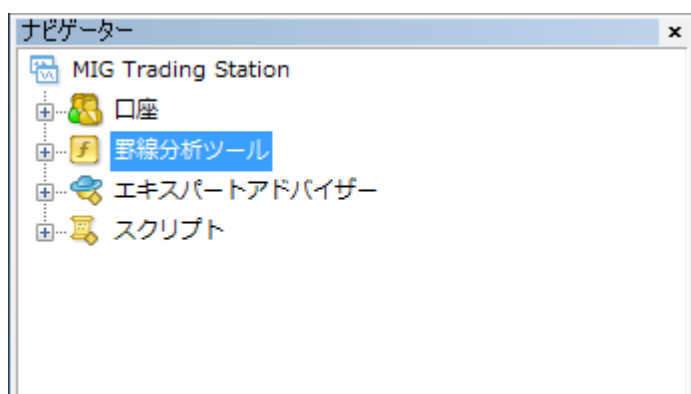 ナビゲーター
MIG Trading Station
口座
罫線分析ツール
エキスパートアドバイザー
スクリプト